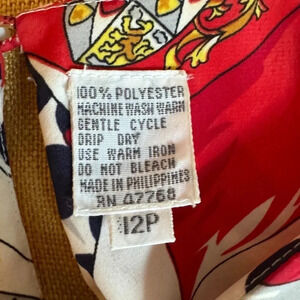 100% POLYESTER
MACHINE WASH WARM
GENTLE CYCLE
DRIP DRY
USE WARM IRON
DO NOT BLEACH
MADE IN PHILIPPINES
RN 47768
12P